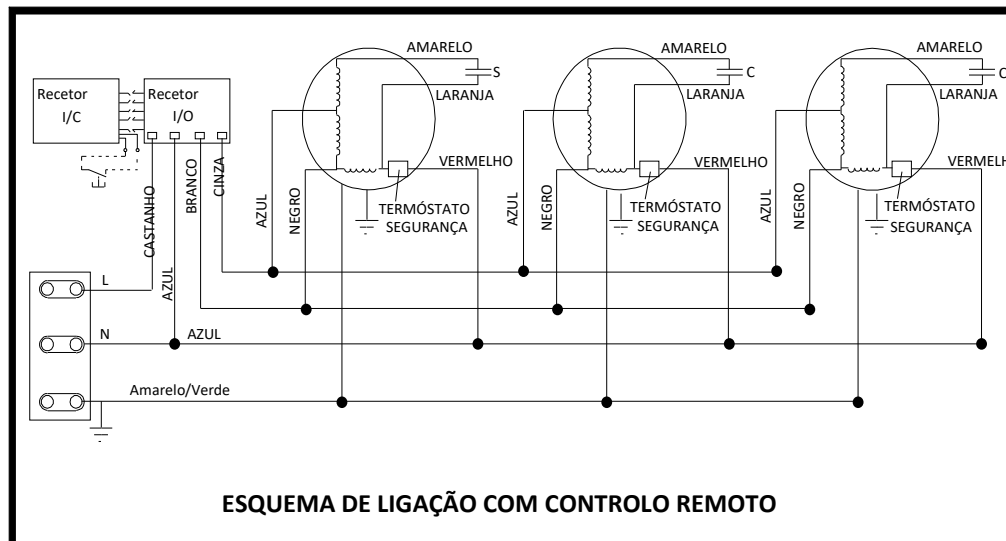 AMARELO
S
LARANJA
VERMELHO
TERMÓSTATO
SEGURANÇA
AZUL
NEGRO
AMARELO
C
LARANJA
VERMELHO
TERMÓSTATO
SEGURANÇA
AZUL
NEGRO
AMARELO
C
LARANJA
VERMELHO
TERMÓSTATO
SEGURANÇA
AZUL
NEGRO
Recetor
I/C
Recetor
I/O
CASTANHO
AZUL
BRANCO
CINZA
L
N
AZUL
Amarelo/Verde
ESQUEMA DE LIGAÇÃO COM CONTROLO REMOTO